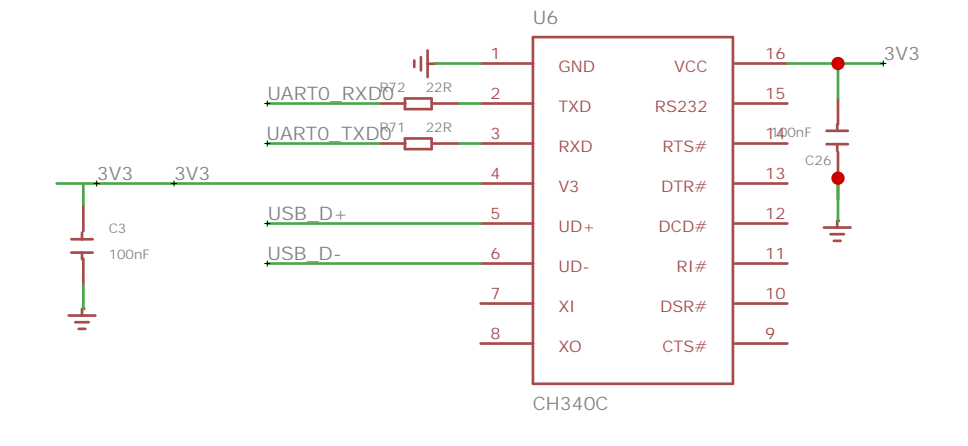 U6
1 GND VCC 16 3V3
R72 22R
UART0_RXD0 2 TXD RS232 15
R71 22R
UART0_TXD0 3 RXD RTS# 14 100nF
C26
3V3 3V3 4 V3 DTR# 13
USB_D+ 5 UD+ DCD# 12
C3
100nF
USB_D- 6 UD- RI# 11
7 XI DSR# 10
8 XO CTS# 9
CH340C